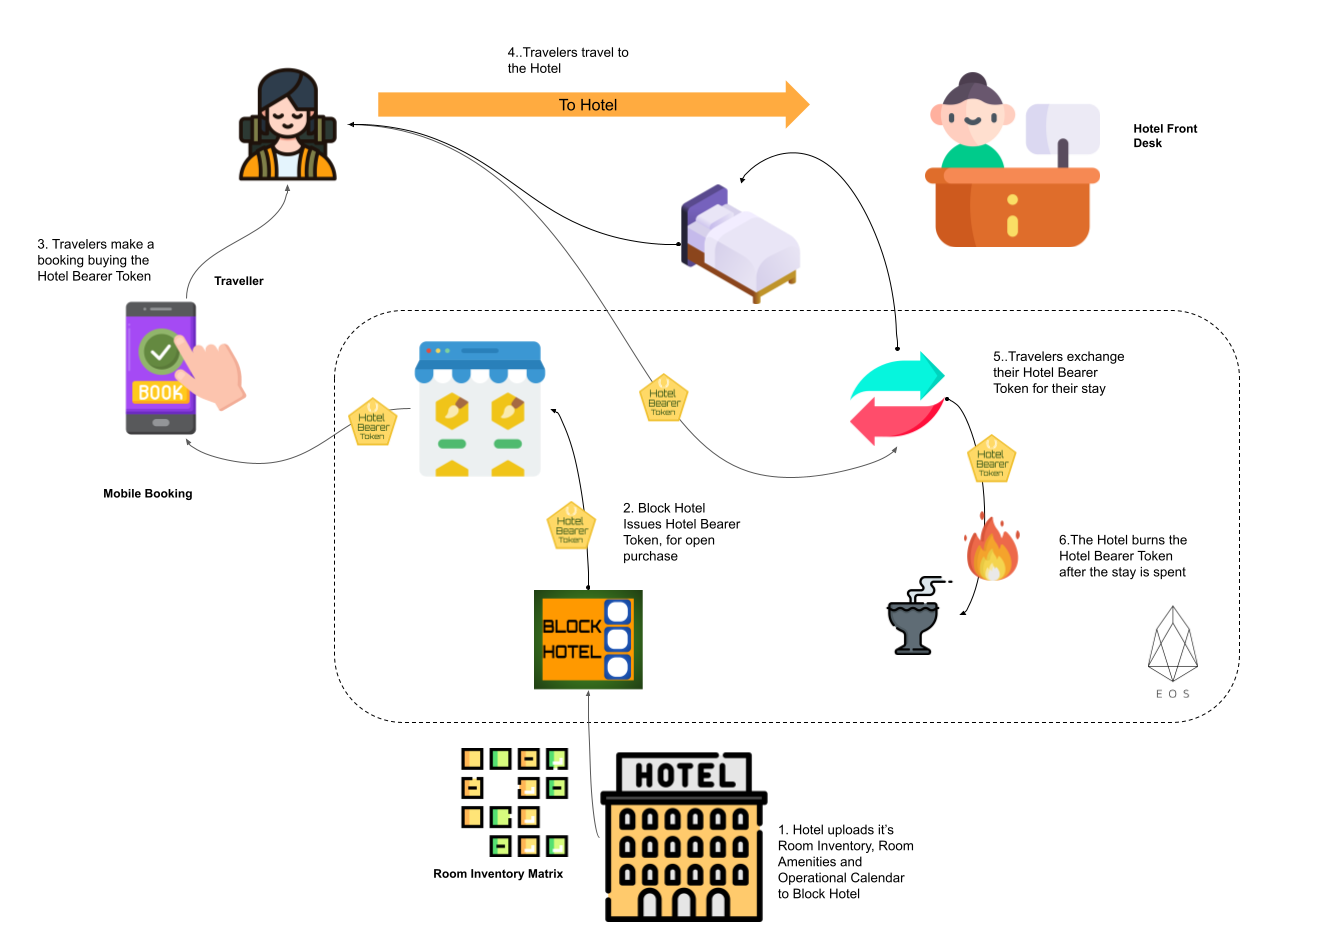 4..Travelers travel to
the Hotel
To Hotel
Hotel Front
Desk
3. Travelers make a
booking buying the
Hotel Bearer Token
Traveller
BOOK
Mobile Booking
Hotel
Bearer
Token
Hotel
Bearer
Token
5..Travelers exchange
their Hotel Bearer
Token for their stay
Hotel
Bearer
Token
Hotel
Bearer
Token
2. Block Hotel
Issues Hotel Bearer
Token, for open
purchase
6.The Hotel burns the
Hotel Bearer Token
after the stay is spent
BLOCK
HOTEL
EOS
HOTEL
Room Inventory Matrix
1. Hotel uploads it's
Room Inventory, Room
Amenities and
Operational Calendar
to Block Hotel